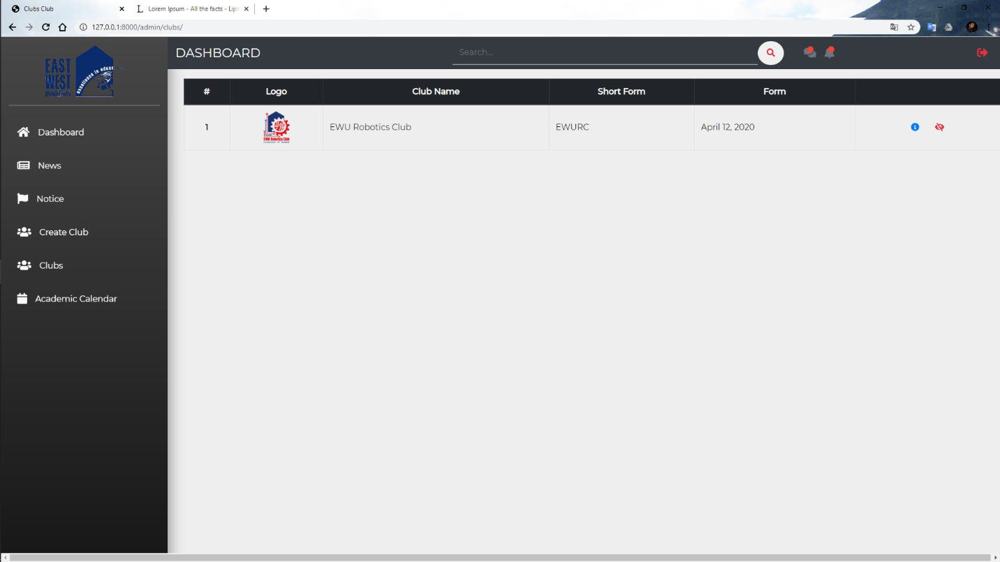 Clubs Club
Lorem Ipsum - All the facts - Lips
127.0.0.1:8000/admin/clubs/
EAST
WEST
UNIVERSITY
DASHBOARD
Search...
Dashboard
News
Notice
Create Club
Clubs
Academic Calendar
# Logo Club Name Short Form Form
1 EWU Robotics Club EWURC April 12, 2020
EWU Robotics Club